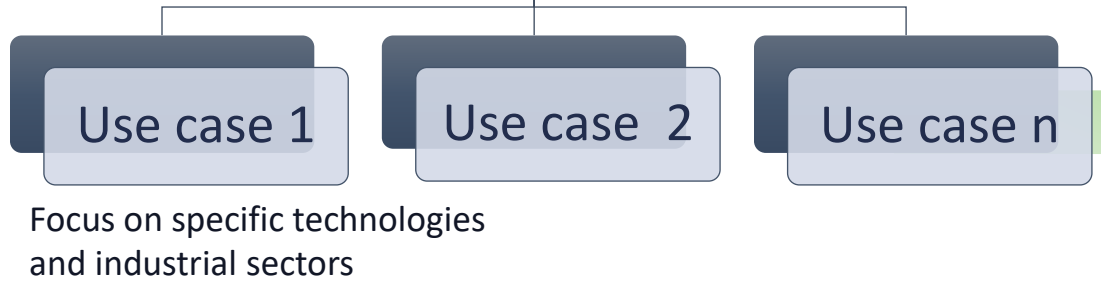 Use case 1
Use case  2
Use case n
Focus on specific technologies
and industrial sectors